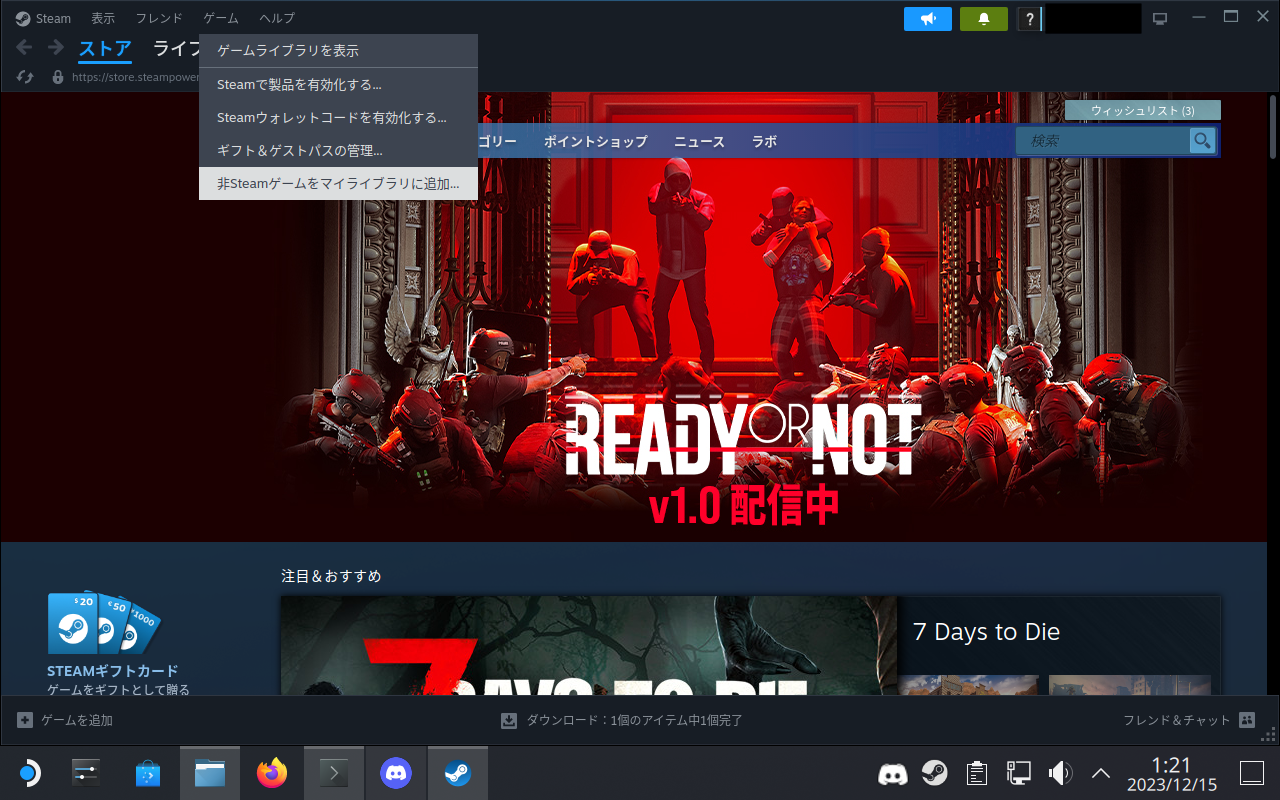 Steam 表示 フレンド ゲーム ヘルプ
ストア ライブ
https://store.steampower
ゲームライブラリを表示
Steamで製品を有効化する...
Steamウォレットコードを有効化する...
ギフト＆ゲストパスの管理...
非Steamゲームをマイライブラリに追加...
ウィッシュリスト (3)
ゴリー ポイントショップ ニュース ラボ
検索
READY OR NOT
v1.0 配信中
注目＆おすすめ
$20 €50 ¥1000
STEAMギフトカード
ゲームをギフトとして贈る
7 DAYS TO DIE
7 Days to Die
ゲームを追加
ダウンロード：1個のアイテム中1個完了
フレンド＆チャット
1:21
2023/12/15